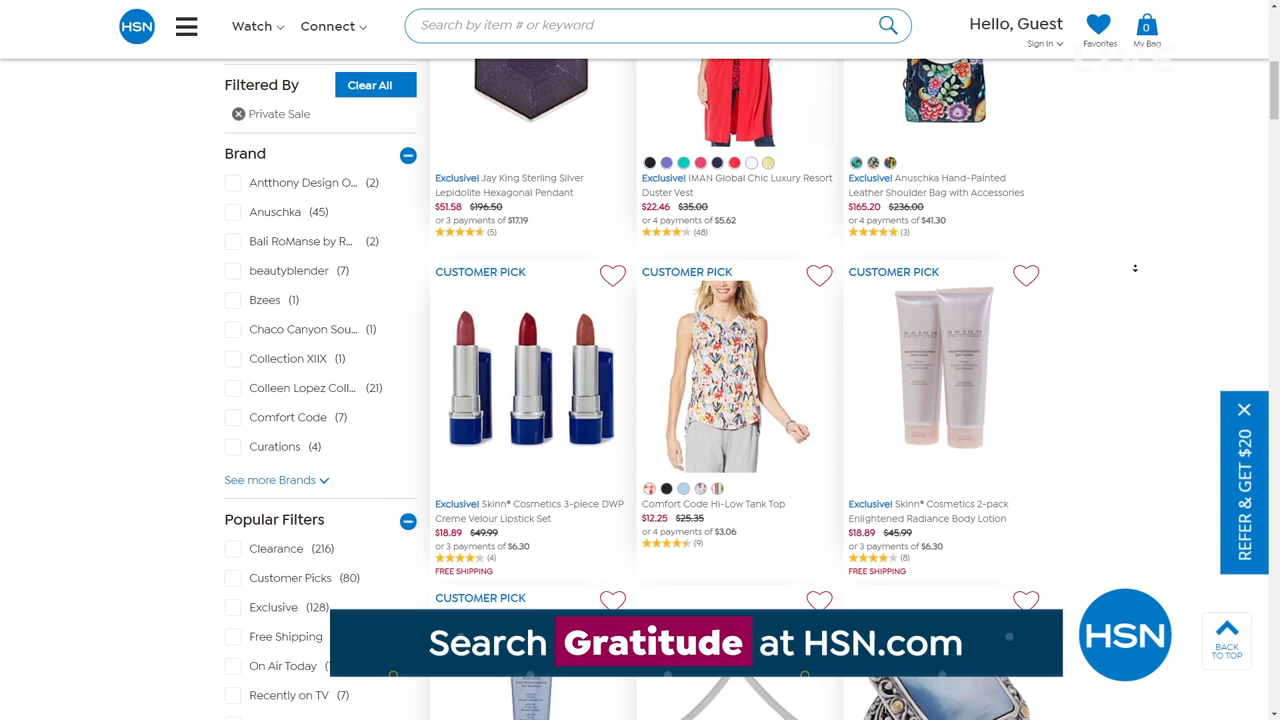 HSN
Watch
Connect
Search by item # or keyword
Hello, Guest
Sign In
Favorites
0
My Bag
LIVE
Filtered By
Clear All
Private Sale
Brand
Antthony Design O... (2)
Anuschka (45)
Bali RoManse by R... (2)
beautyblender (7)
Bzees (1)
Chaco Canyon Sou... (1)
Collection XIIX (1)
Colleen Lopez Coll... (21)
Comfort Code (7)
Curations (4)
See more Brands
Popular Filters
Clearance (216)
Customer Picks (80)
Exclusive (128)
Free Shipping
On Air Today
Recently on TV (7)
Exclusive! Jay King Sterling Silver
Lepidolite Hexagonal Pendant
$51.58 $196.50
or 3 payments of $17.19
(5)
Exclusive! IMAN Global Chic Luxury Resort
Duster Vest
$22.46 $35.00
or 4 payments of $5.62
(48)
Exclusive! Anuschka Hand-Painted
Leather Shoulder Bag with Accessories
$165.20 $236.00
or 4 payments of $41.30
(3)
CUSTOMER PICK
Exclusive! Skinn® Cosmetics 3-piece DWP
Creme Velour Lipstick Set
$18.89 $49.99
or 3 payments of $6.30
(4)
FREE SHIPPING
CUSTOMER PICK
Comfort Code Hi-Low Tank Top
$12.25 $25.35
or 4 payments of $3.06
(9)
CUSTOMER PICK
SKINN
Exclusive! Skinn® Cosmetics 2-pack
Enlightened Radiance Body Lotion
$18.89 $45.99
or 3 payments of $6.30
(8)
FREE SHIPPING
CUSTOMER PICK
REFER & GET $20
Search Gratitude at HSN.com
HSN
BACK
TO TOP